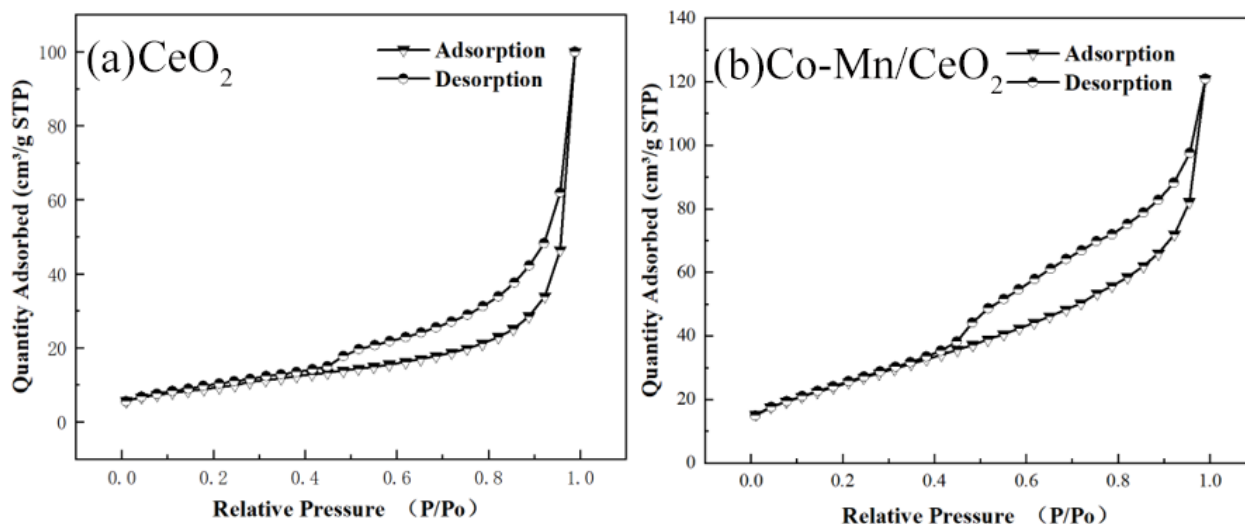 (a)CeO₂
Adsorption
Desorption
Quantity Adsorbed (cm³/g STP)
100
80
60
40
20
0
0.0 0.2 0.4 0.6 0.8 1.0
Relative Pressure （P/Po）
(b)Co-Mn/CeO₂
Adsorption
Desorption
Quantity Adsorbed (cm³/g STP)
140
120
100
80
60
40
20
0
0.0 0.2 0.4 0.6 0.8 1.0
Relative Pressure （P/Po）